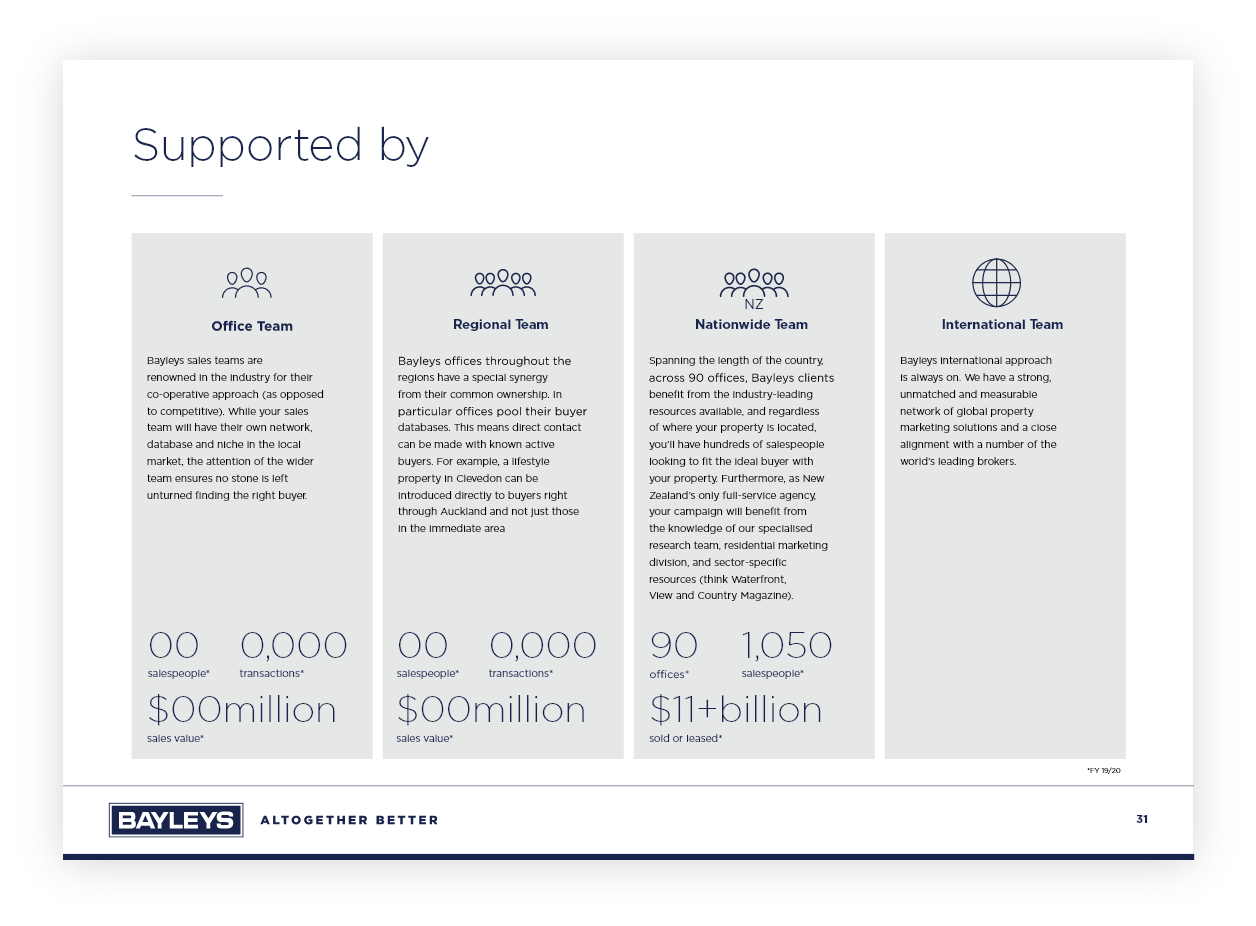 Supported by
Office Team
Bayleys sales teams are
renowned in the industry for their
co-operative approach (as opposed
to competitive). While your sales
team will have their own network,
database and niche in the local
market, the attention of the wider
team ensures no stone is left
unturned finding the right buyer.
00 0,000
salespeople* transactions*
$00million
sales value*
Regional Team
Bayleys offices throughout the
regions have a special synergy
from their common ownership. In
particular offices pool their buyer
databases. This means direct contact
can be made with known active
buyers. For example, a lifestyle
property in Clevedon can be
introduced directly to buyers right
through Auckland and not just those
in the immediate area
00 0,000
salespeople* transactions*
$00million
sales value*
NZ
Nationwide Team
Spanning the length of the country,
across 90 offices, Bayleys clients
benefit from the industry-leading
resources available, and regardless
of where your property is located,
you'll have hundreds of salespeople
looking to fit the ideal buyer with
your property. Furthermore, as New
Zealand's only full-service agency,
your campaign will benefit from
the knowledge of our specialised
research team, residential marketing
division, and sector-specific
resources (think Waterfront,
View and Country Magazine).
90 1,050
offices* salespeople*
$11+billion
sold or leased*
International Team
Bayleys international approach
is always on. We have a strong,
unmatched and measurable
network of global property
marketing solutions and a close
alignment with a number of the
world's leading brokers.
*FY 19/20
BAYLEYS ALTOGETHER BETTER
31